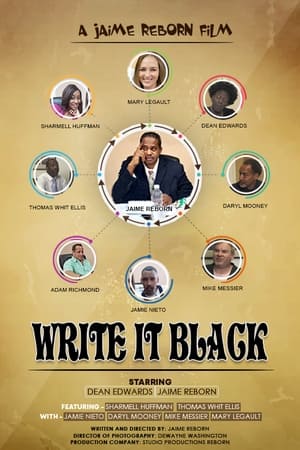 A JAIME REBORN FILM
MARY LEGAULT
SHARMELL HUFFMAN
DEAN EDWARDS
THOMAS WHIT ELLIS
JAIME REBORN
DARYL MOONEY
ADAM RICHMOND
MIKE MESSIER
JAMIE NIETO
WRITE IT BLACK
STARRING
DEAN EDWARDS JAIME REBORN
FEATURING - SHARMELL HUFFMAN | THOMAS WHIT ELLIS
WITH - JAMIE NIETO | DARYL MOONEY | MIKE MESSIER | MARY LEGAULT
WRITTEN AND DIRECTED BY: JAIME REBORN
DIRECTOR OF PHOTOGRAPHY: DEWAYNE WASHINGTON
PRODUCTION COMPANY: STUDIO PRODUCTIONS REBORN